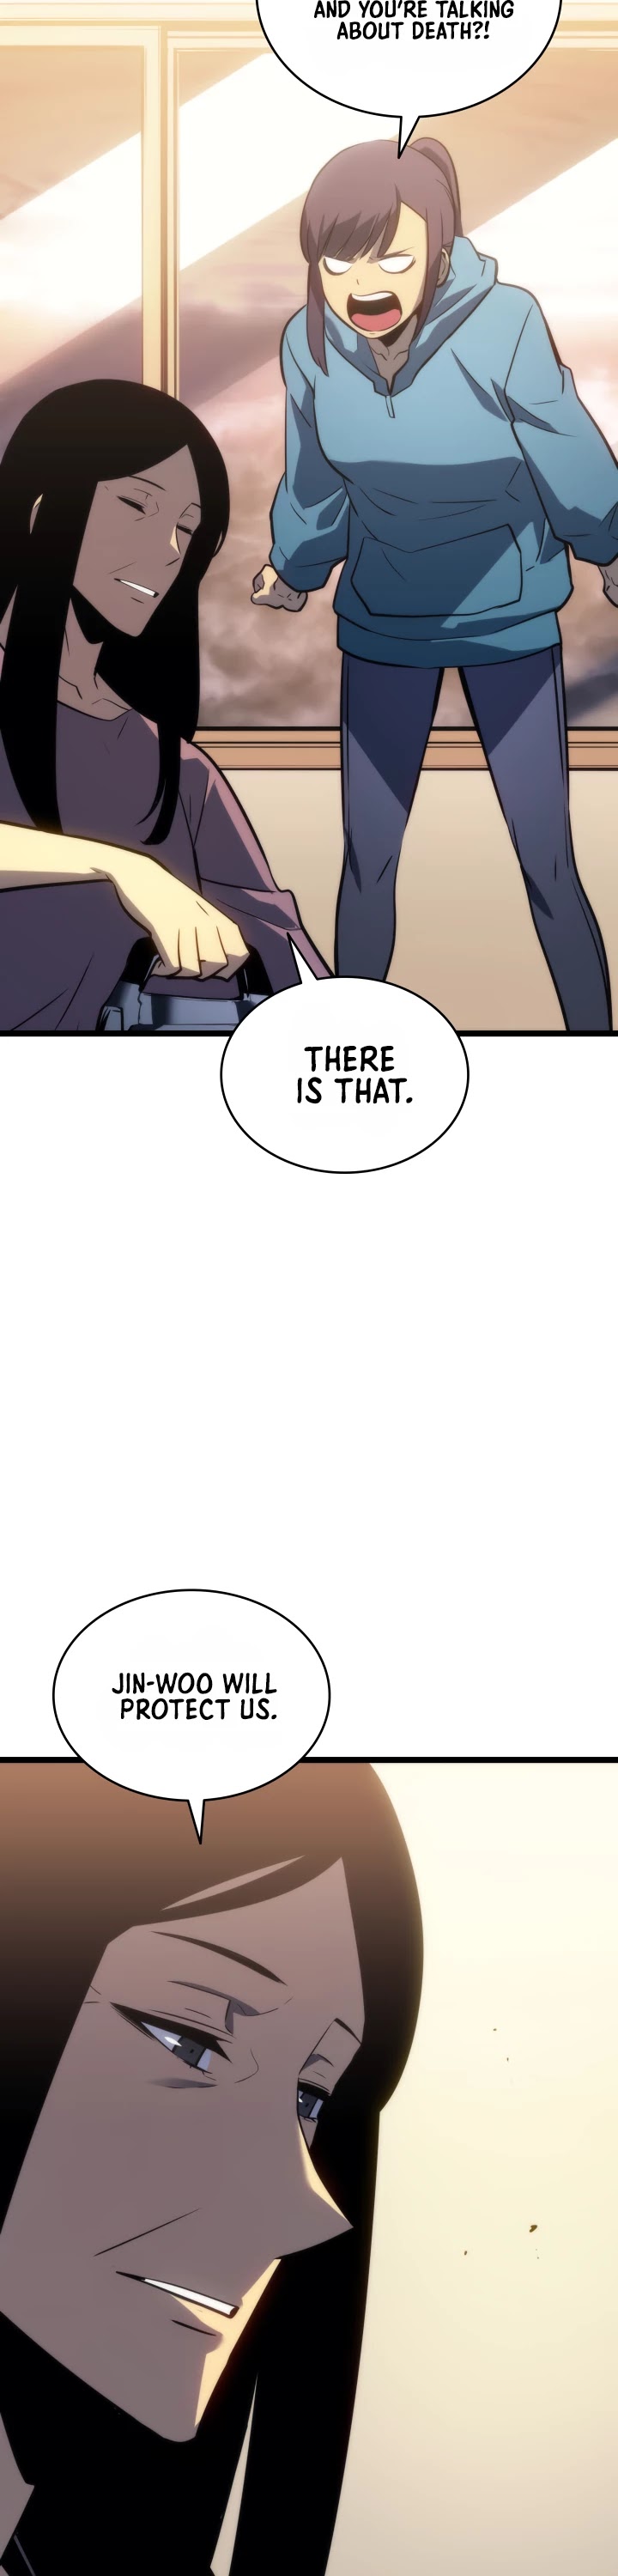 AND YOU'RE TALKING
ABOUT DEATH?!
THERE
IS THAT.
JIN-WOO WILL
PROTECT US.